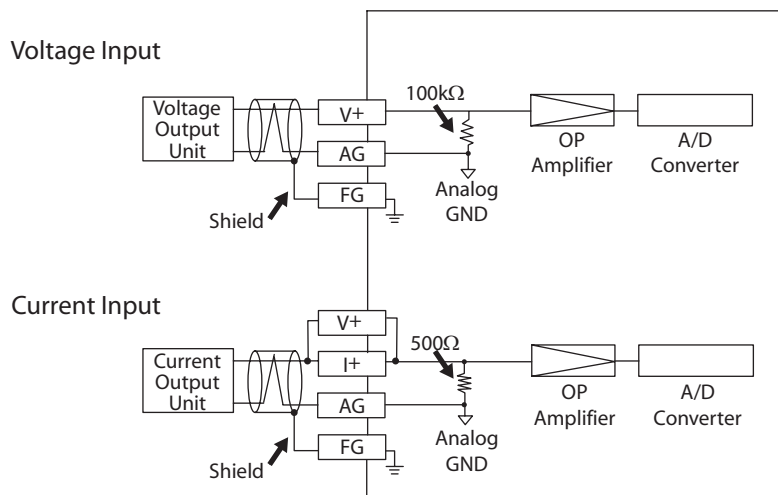 Voltage Input
Voltage
Output
Unit
V+
AG
FG
Shield
100kΩ
Analog
GND
OP
Amplifier
A/D
Converter
Current Input
Current
Output
Unit
V+
I+
AG
FG
Shield
500Ω
Analog
GND
OP
Amplifier
A/D
Converter